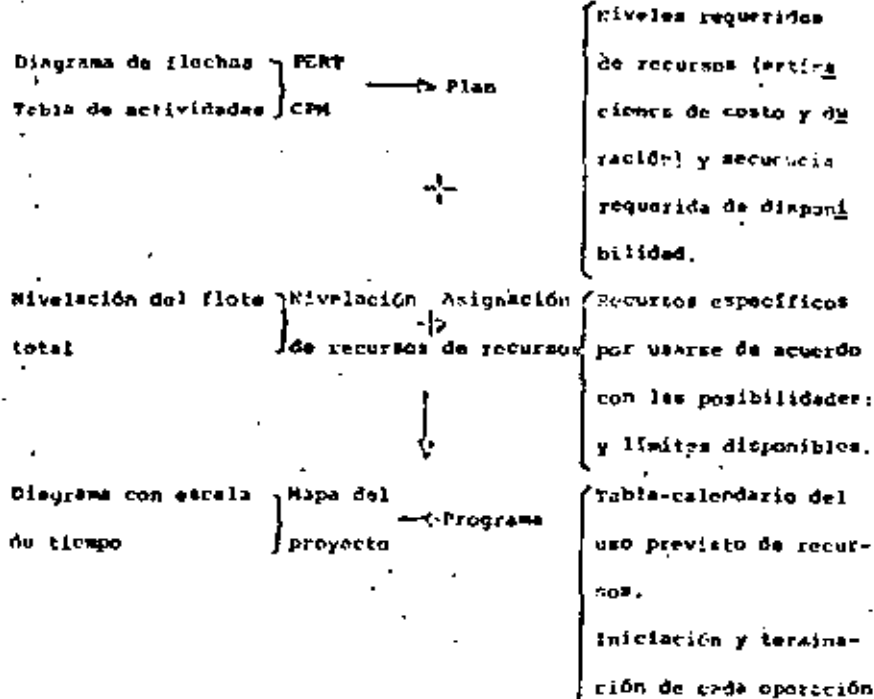 Diagrama de flechas PERT
Tabla de actividades CPM
Plan
Niveles requeridos
de recursos (estima
ciones de costo y du
ración) y secuencia
requerida de disponi
bilidad.
Nivelación del flote
total
Nivelación
de recursos
Asignación
de recursos
Recursos específicos
por usarse de acuerdo
con las posibilidades
y límites disponibles.
Diagrama con escala
de tiempo
Mapa del
proyecto
Programa
Tabla-calendario del
uso previsto de recur-
sos.
Iniciación y termina-
ción de cada operación